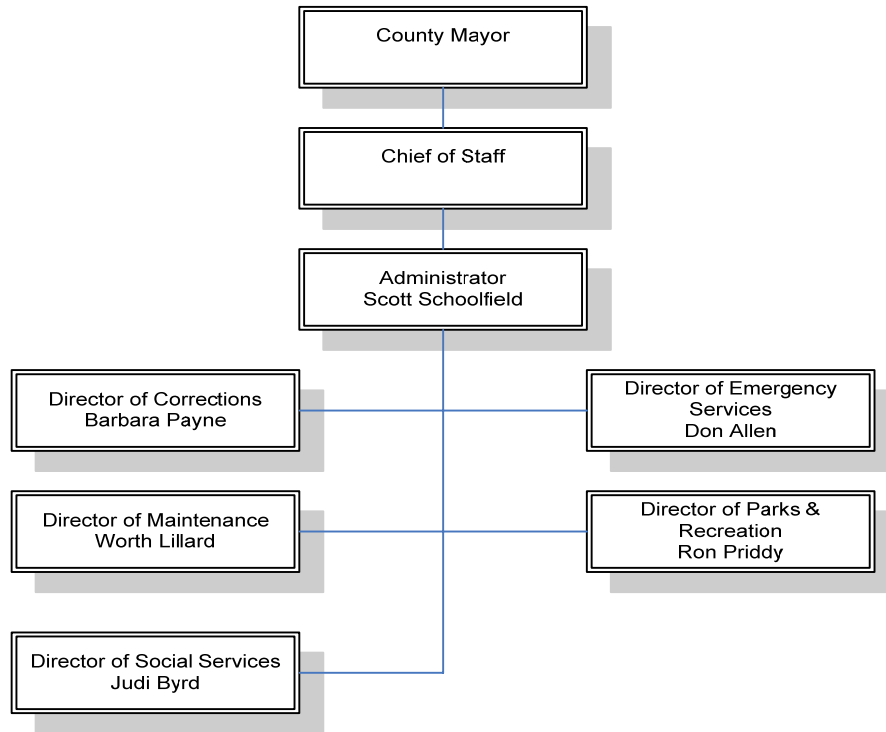 County Mayor
Chief of Staff
Administrator
Scott Schoolfield
Director of Corrections
Barbara Payne
Director of Emergency
Services
Don Allen
Director of Maintenance
Worth Lillard
Director of Parks &
Recreation
Ron Priddy
Director of Social Services
Judi Byrd